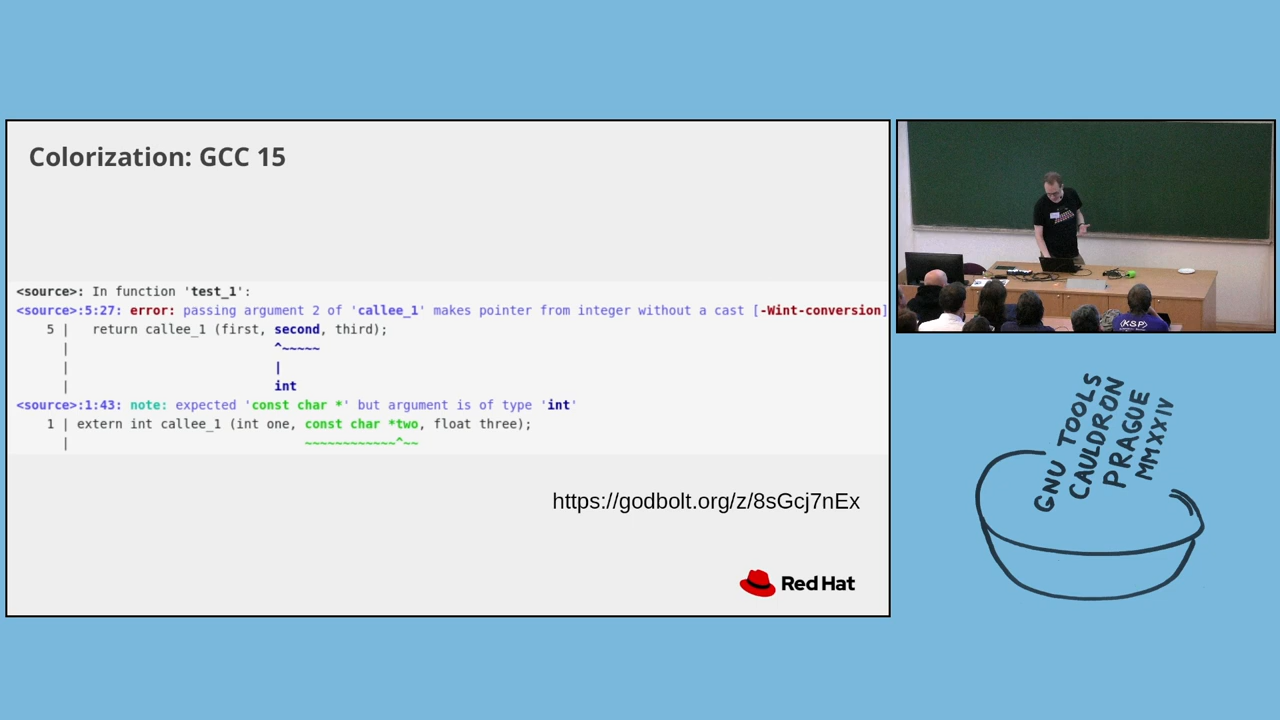 Colorization: GCC 15
<source>: In function 'test_1':
<source>:5:27: error: passing argument 2 of 'callee_1' makes pointer from integer without a cast [-Wint-conversion]
5 | return callee_1 (first, second, third);
| ^~~~~~
| |
| int
<source>:1:43: note: expected 'const char *' but argument is of type 'int'
1 | extern int callee_1 (int one, const char *two, float three);
| ~~~~~~~~~~~~^~~
https://godbolt.org/z/8sGcj7nEx
Red Hat
{KSP}
GNU TOOLS
CAULDRON
PRAGUE
MMXXIV